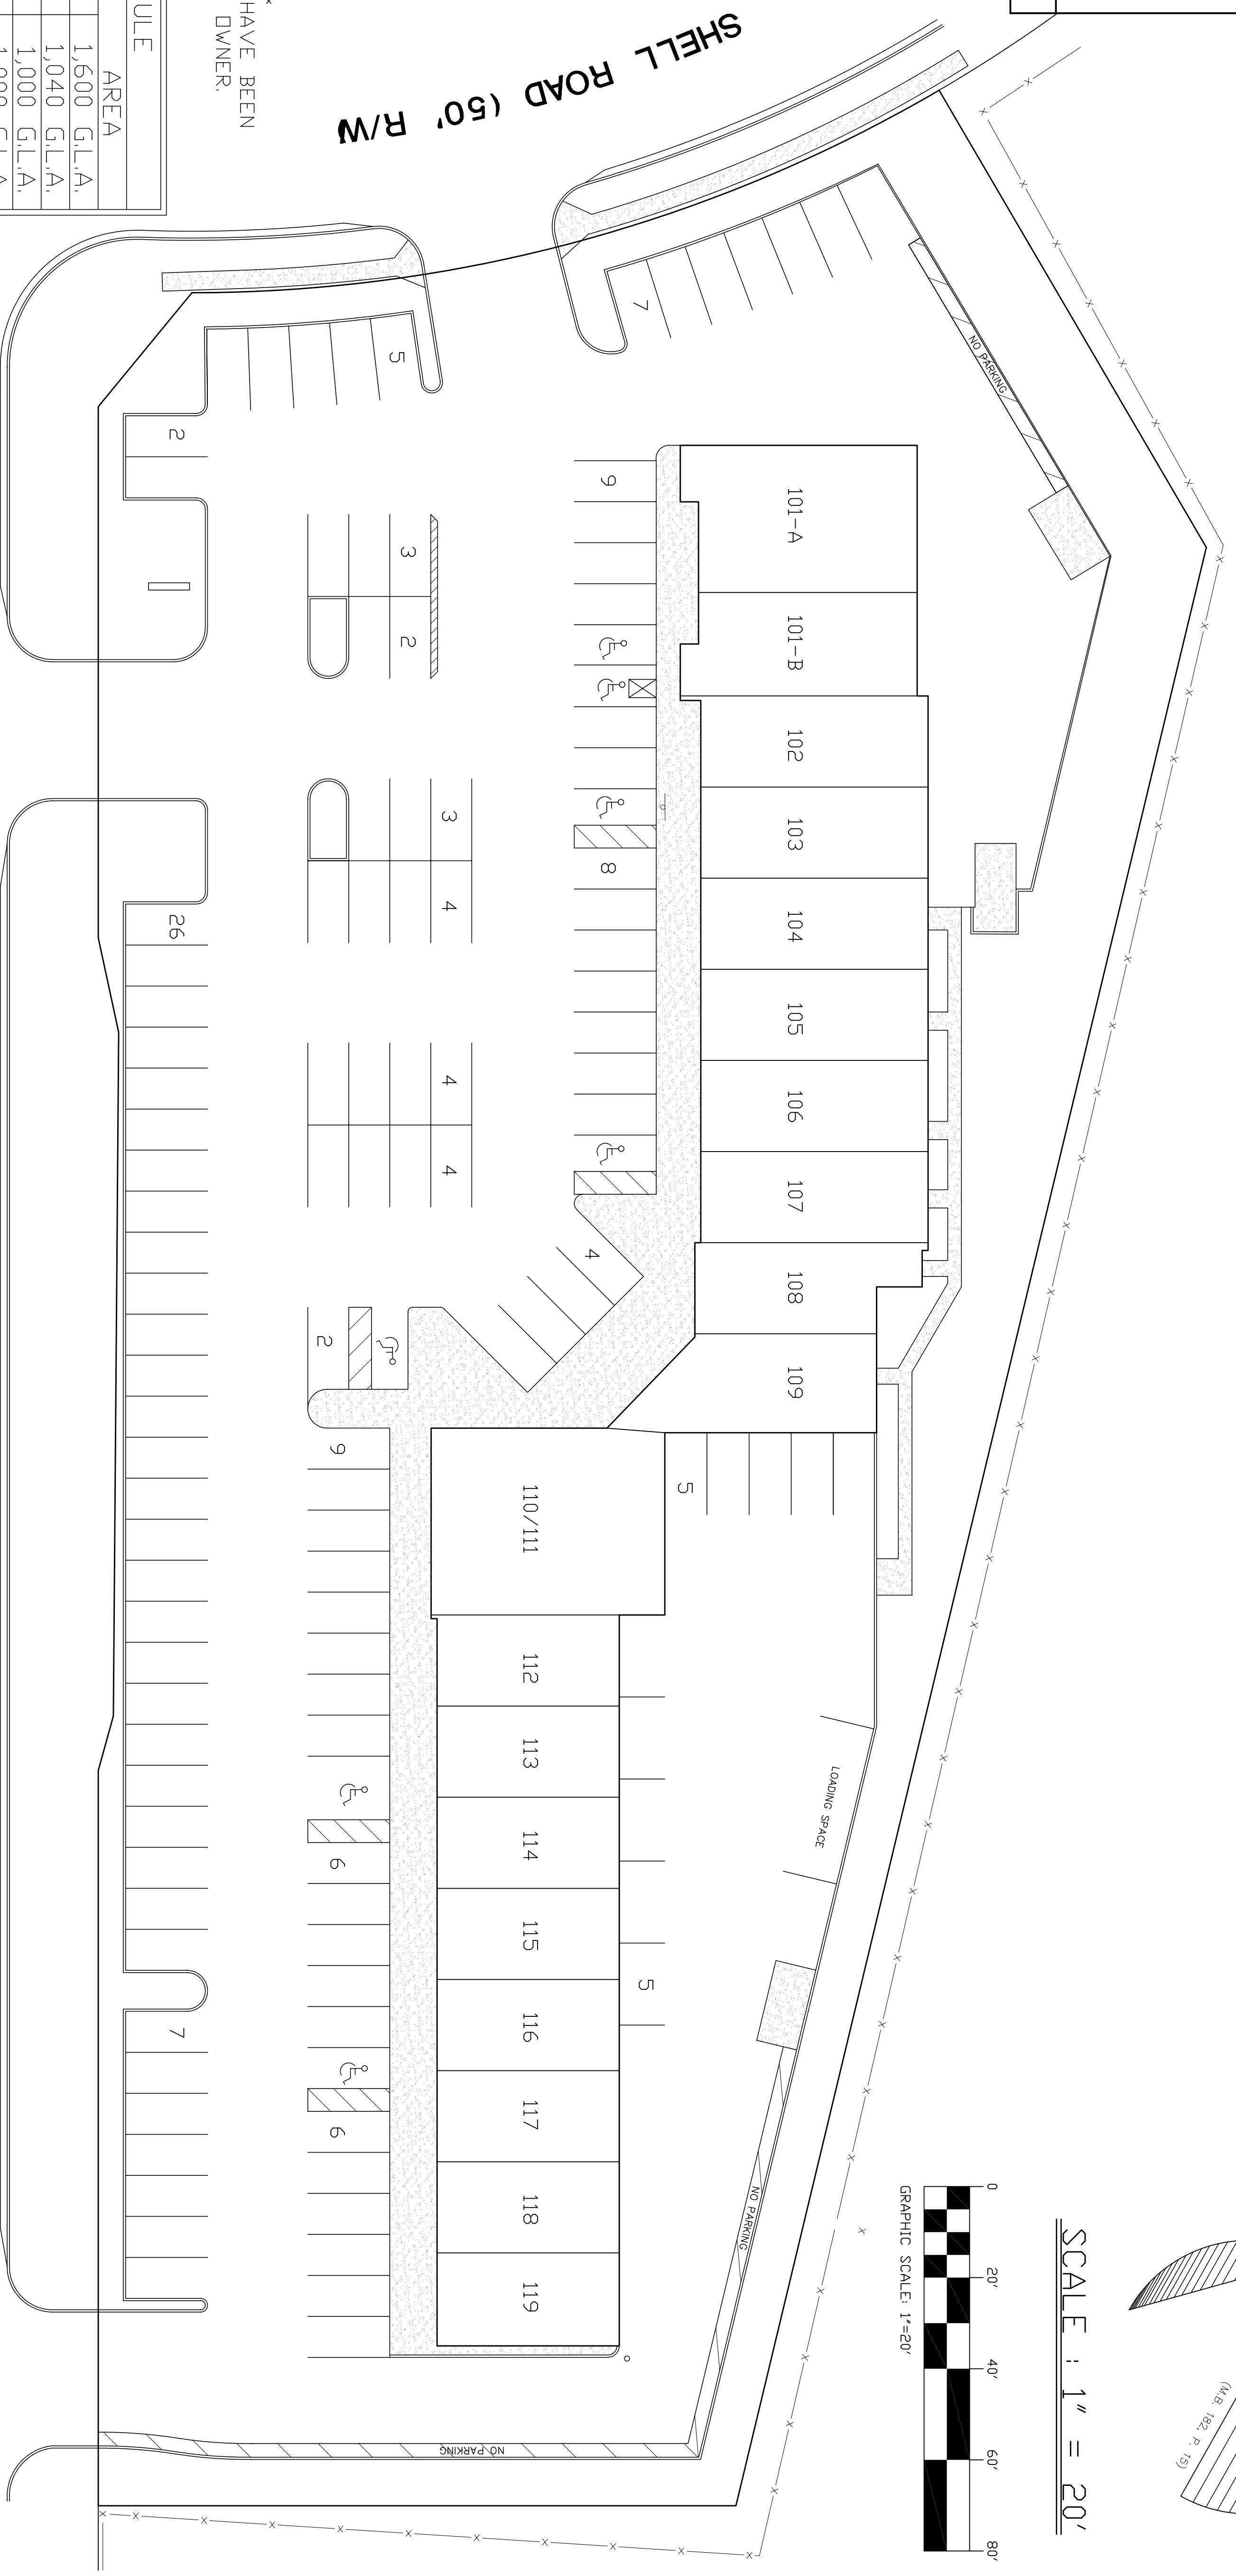 ULE
AREA
1,600 G.L.A.
1,040 G.L.A.
1,000 G.L.A.
HAVE BEEN
OWNER.
SHELL ROAD (50' R/W
7
NO PARKING
5
2
3
2
9
101-A
101-B
102
103
104
105
106
107
108
109
3
4
8
26
4
4
4
2
9
5
110/111
112
113
114
115
116
117
118
119
LOADING SPACE
6
5
7
6
NO PARKING
NO PARKING
0
20'
40'
60'
80'
GRAPHIC SCALE: 1"=20'
SCALE : 1" = 20'
(M.B. 182, P. 15)